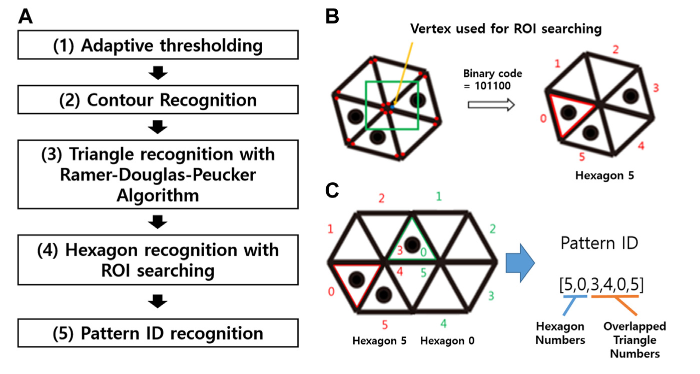 A
(1) Adaptive thresholding
(2) Contour Recognition
(3) Triangle recognition with
Ramer-Douglas-Peucker
Algorithm
(4) Hexagon recognition with
ROI searching
(5) Pattern ID recognition
B
Vertex used for ROI searching
Binary code
= 101100
1
2
3
0
4
5
Hexagon 5
C
2
1
1
2
3
0
4
5
0
3
5
4
Hexagon 5
Hexagon 0
Pattern ID
[5,0,3,4,0,5]
Hexagon
Numbers
Overlapped
Triangle
Numbers